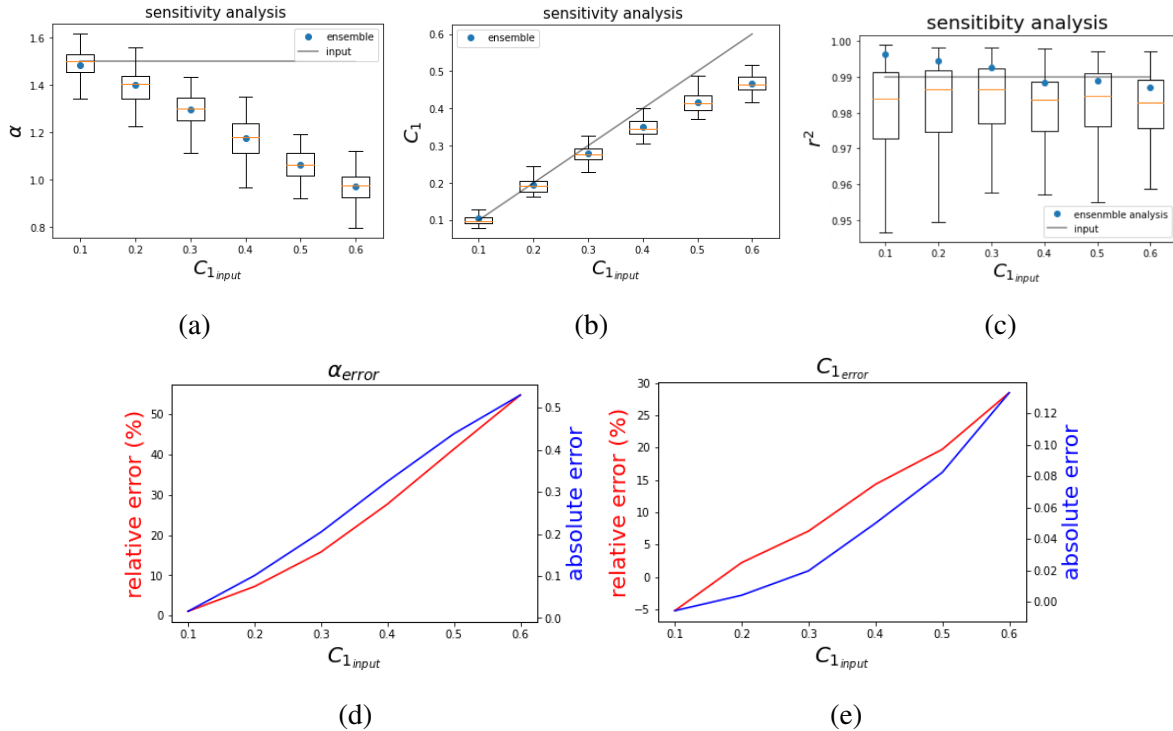 sensitivity analysis
1.6
1.4
1.2
1.0
0.8
α
ensemble
input
0.1 0.2 0.3 0.4 0.5 0.6
C₁ᵢₙₚᵤₜ
(a)
sensitivity analysis
0.6
0.5
0.4
0.3
0.2
0.1
C₁
ensemble
0.1 0.2 0.3 0.4 0.5 0.6
C₁ᵢₙₚᵤₜ
(b)
sensitibity analysis
1.00
0.99
0.98
0.97
0.96
0.95
r²
ensenmble analysis
input
0.1 0.2 0.3 0.4 0.5 0.6
C₁ᵢₙₚᵤₜ
(c)
α_error
50
40
30
20
10
0
relative error (%)
0.5
0.4
0.3
0.2
0.1
0.0
absolute error
0.1 0.2 0.3 0.4 0.5 0.6
C₁ᵢₙₚᵤₜ
(d)
C₁_error
30
25
20
15
10
5
0
−5
relative error (%)
0.12
0.10
0.08
0.06
0.04
0.02
0.00
absolute error
0.1 0.2 0.3 0.4 0.5 0.6
C₁ᵢₙₚᵤₜ
(e)